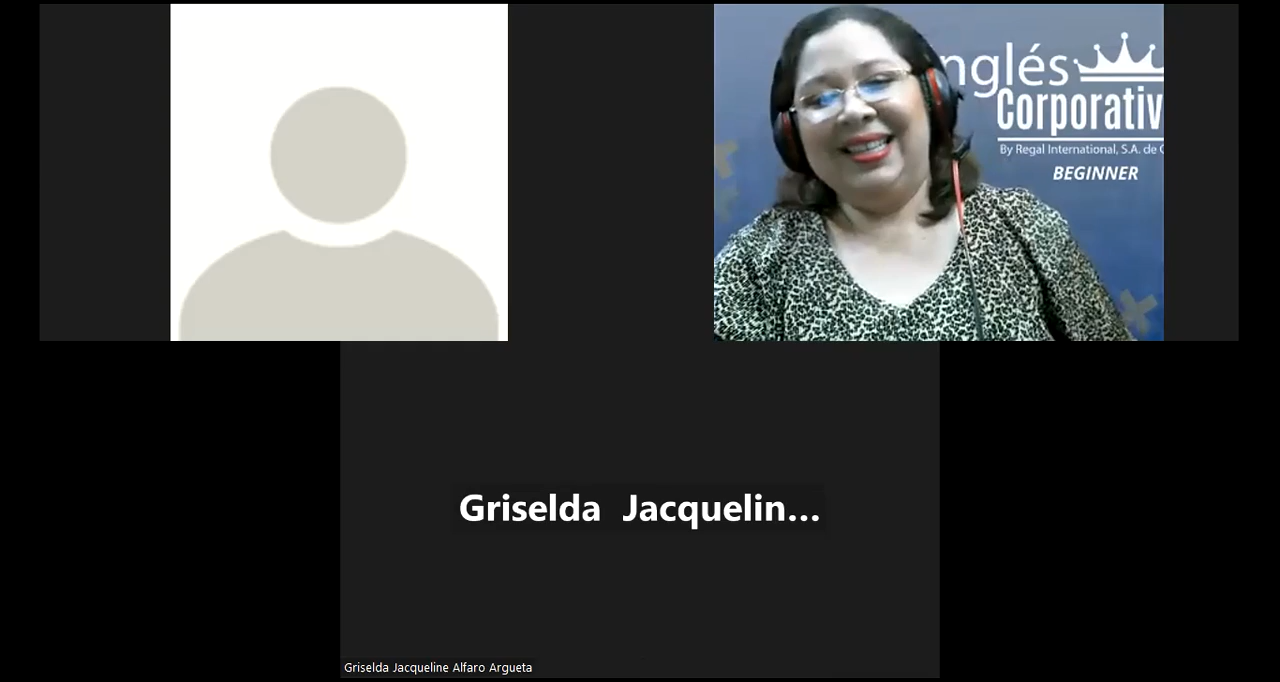 nglés
Corporativ
By Regal International, S.A. de C
BEGINNER
Griselda Jacquelin...
Griselda Jacqueline Alfaro Argueta